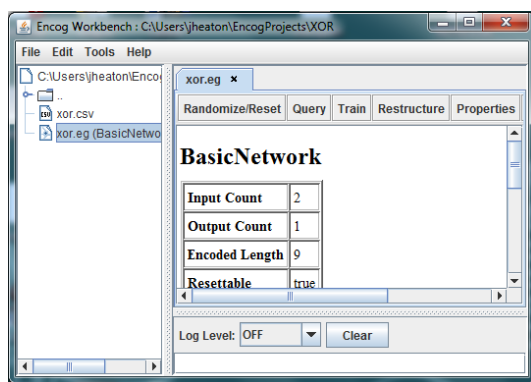 Encog Workbench : C:\Users\jheaton\EncogProjects\XOR
File Edit Tools Help
C:\Users\jheaton\Enco
..
xor.csv
xor.eg (BasicNetwo
xor.eg ×
Randomize/Reset Query Train Restructure Properties
BasicNetwork
Input Count 2
Output Count 1
Encoded Length 9
Resettable true
Log Level: OFF Clear